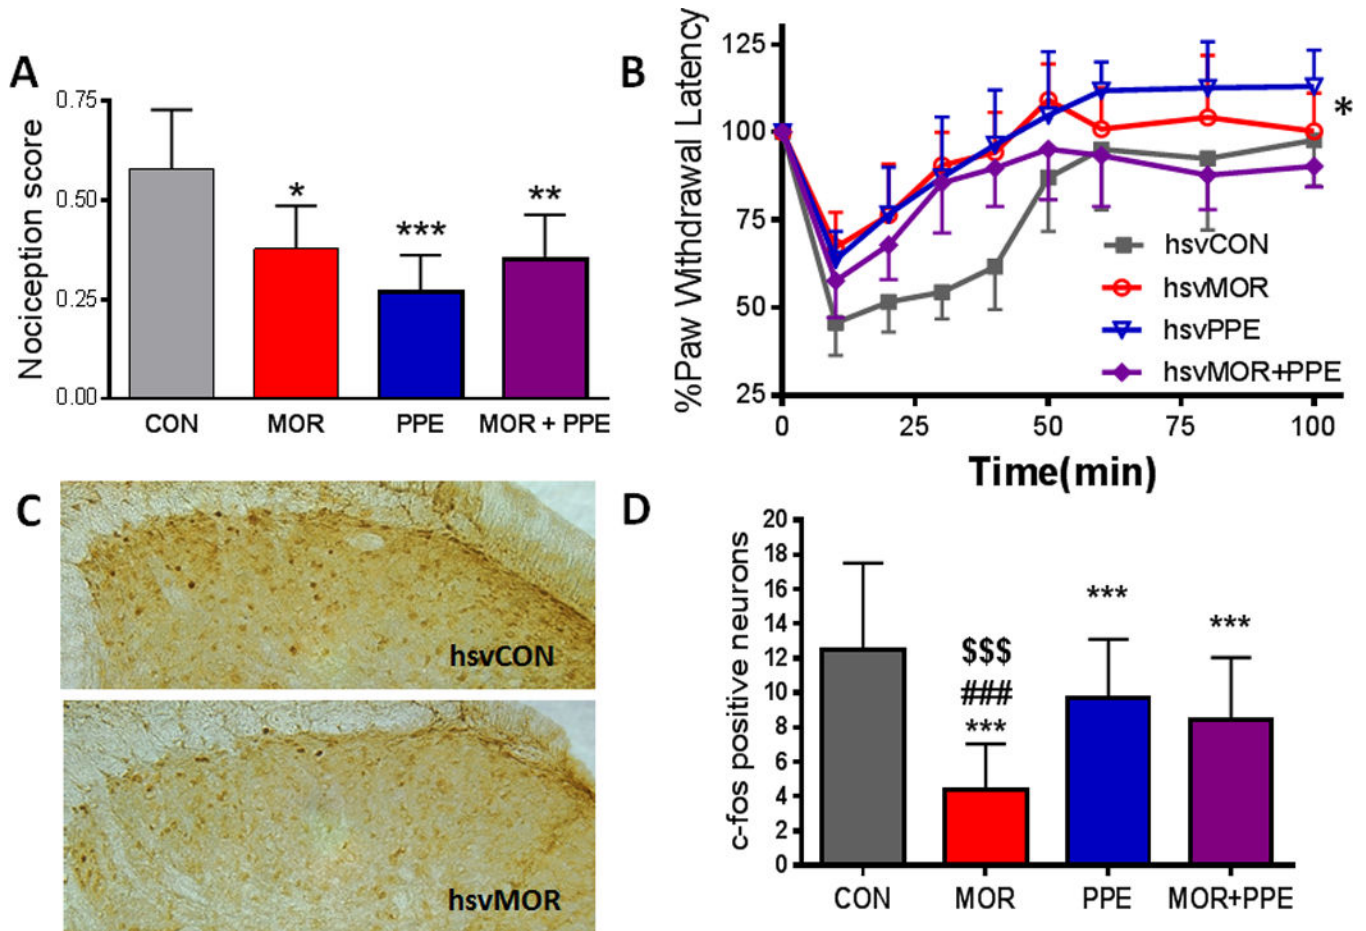 A
Nociception score
0.75
0.50
0.25
0.00
*
***
**
CON
MOR
PPE
MOR + PPE
B
%Paw Withdrawal Latency
125
100
75
50
25
*
hsvCON
hsvMOR
hsvPPE
hsvMOR+PPE
0
25
50
75
100
Time(min)
C
hsvCON
hsvMOR
D
c-fos positive neurons
20
18
16
14
12
10
8
6
4
2
0
$$$
###
***
***
***
CON
MOR
PPE
MOR+PPE